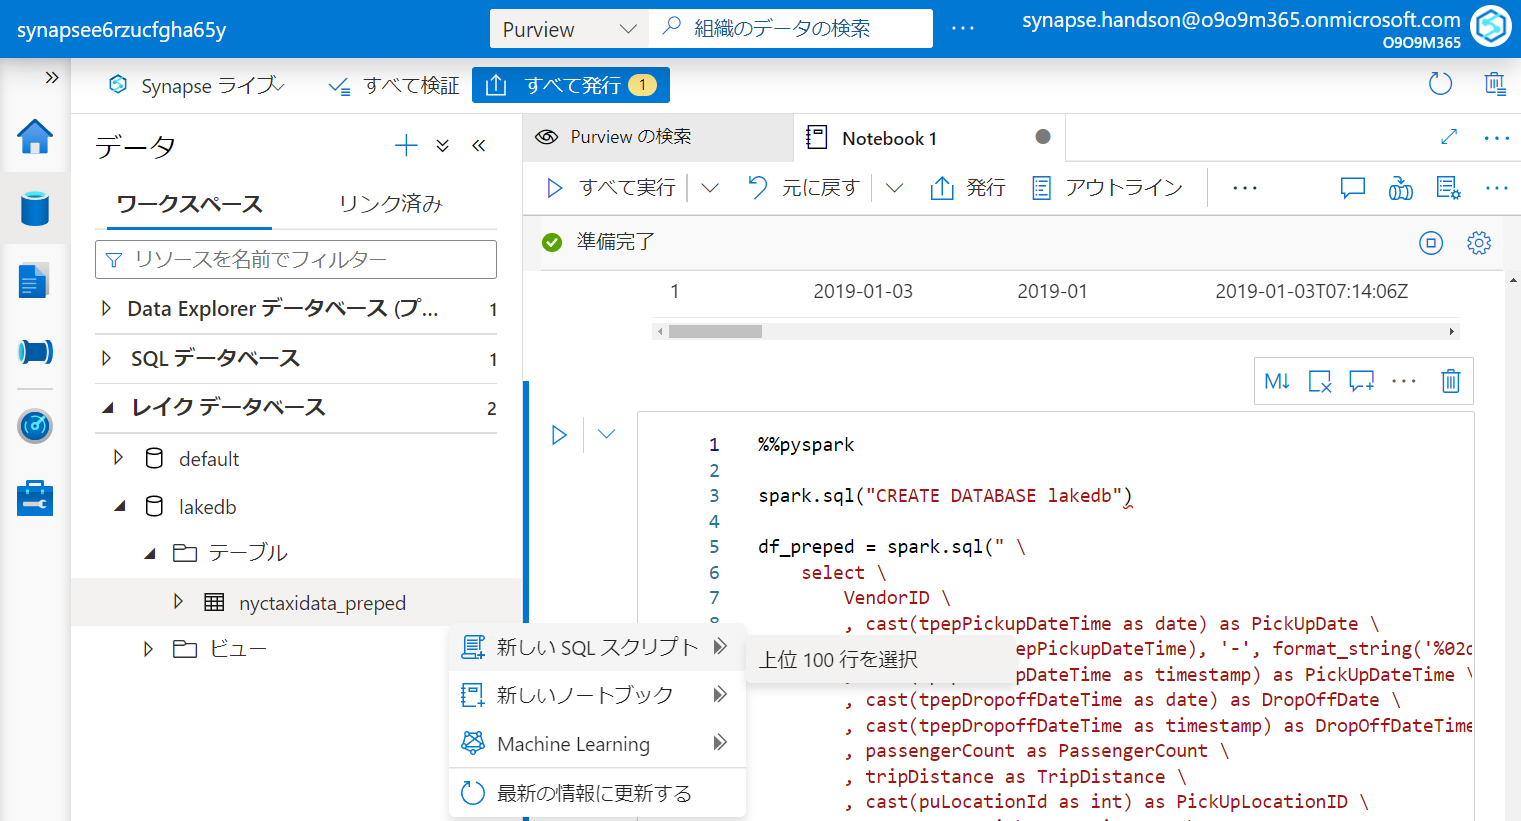 synapsee6rzucfgha65y
Purview
組織のデータの検索
synapse.handson@o9o9m365.onmicrosoft.com
O9O9M365
Synapse ライブ
すべて検証
すべて発行 1
データ
ワークスペース
リンク済み
リソースを名前でフィルター
Data Explorer データベース (プ... 1
SQL データベース 1
レイク データベース 2
default
lakedb
テーブル
nyctaxidata_preped
ビュー
新しい SQL スクリプト
新しいノートブック
Machine Learning
最新の情報に更新する
上位 100 行を選択
Purview の検索
Notebook 1
すべて実行
元に戻す
発行
アウトライン
準備完了
1 2019-01-03 2019-01 2019-01-03T07:14:06Z
M↓
1 %%pyspark
2
3 spark.sql("CREATE DATABASE lakedb")
4
5 df_preped = spark.sql(" \
6 select \
7 VendorID \
, cast(tpepPickupDateTime as date) as PickUpDate \
epPickupDateTime), '-', format_string('%02
DateTime as timestamp) as PickUpDateTime \
, cast(tpepDropoffDateTime as date) as DropOffDate \
, cast(tpepDropoffDateTime as timestamp) as DropOffDateTime
, passengerCount as PassengerCount \
, tripDistance as TripDistance \
, cast(puLocationId as int) as PickUpLocationID \